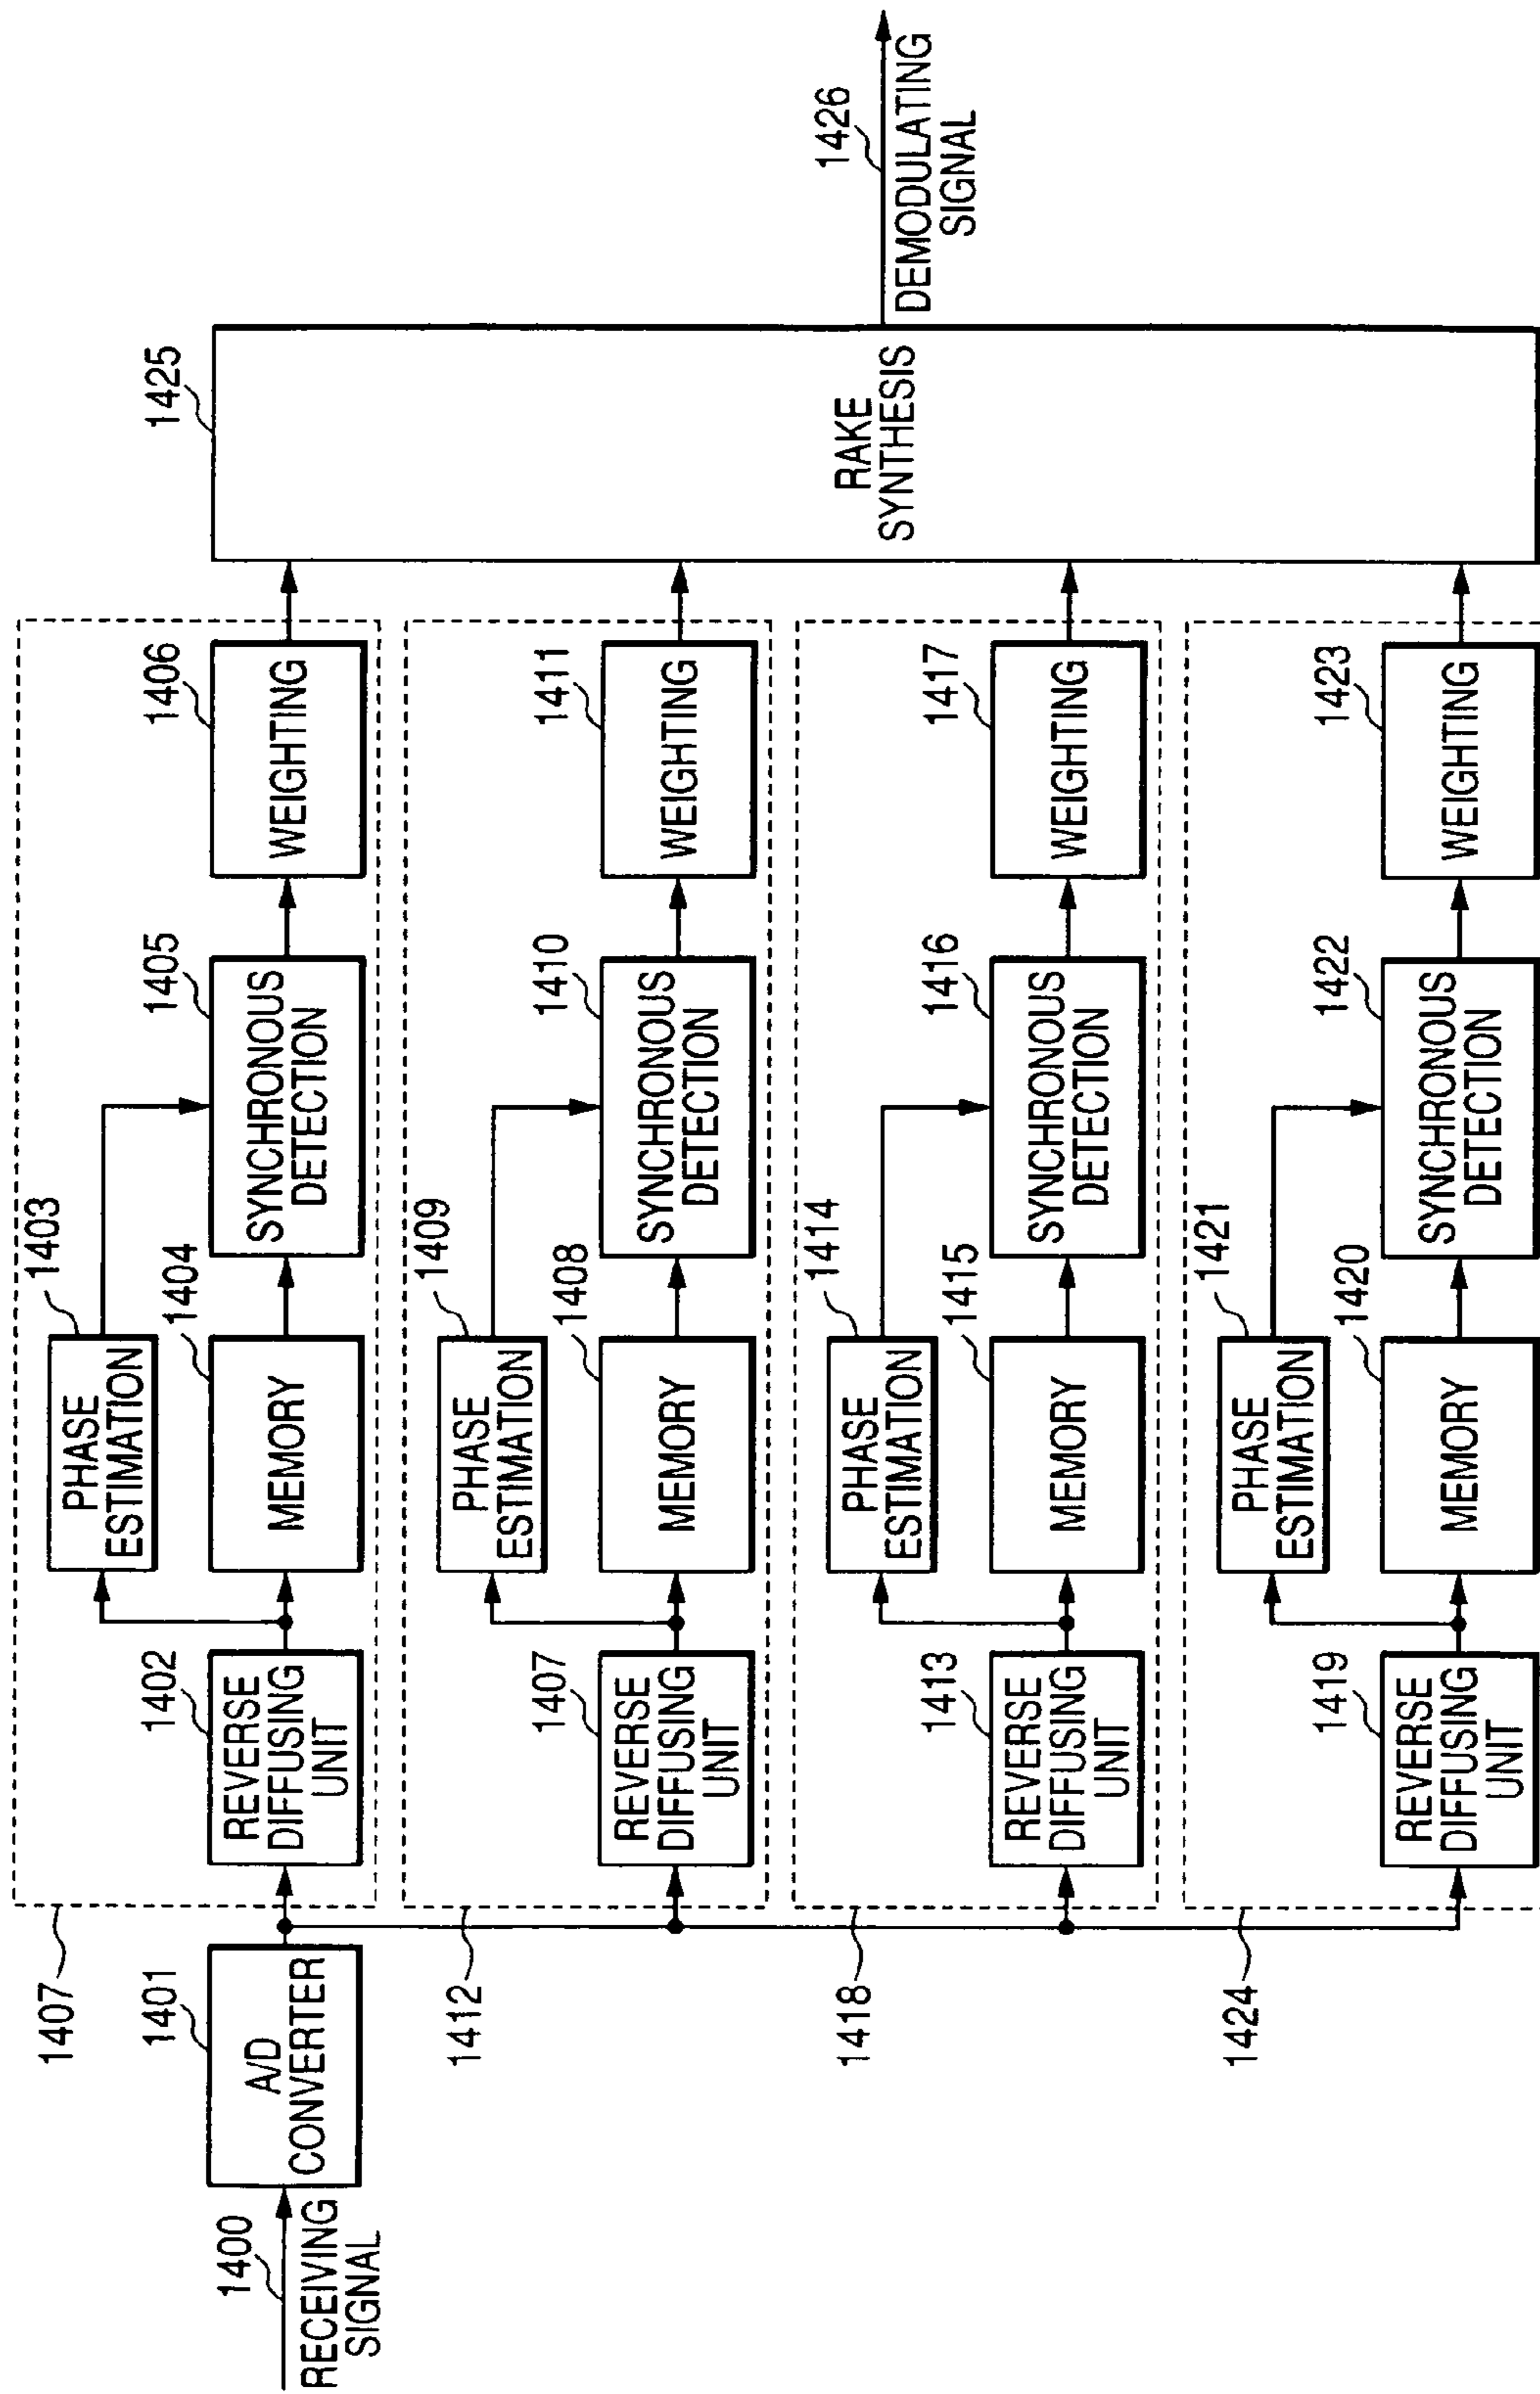 1400
RECEIVING
SIGNAL
1401
A/D
CONVERTER
1407
1402
REVERSE
DIFFUSING
UNIT
1403
PHASE
ESTIMATION
1404
MEMORY
1405
SYNCHRONOUS
DETECTION
1406
WEIGHTING
1412
1407
REVERSE
DIFFUSING
UNIT
1409
PHASE
ESTIMATION
1408
MEMORY
1410
SYNCHRONOUS
DETECTION
1411
WEIGHTING
1418
1413
REVERSE
DIFFUSING
UNIT
1414
PHASE
ESTIMATION
1415
MEMORY
1416
SYNCHRONOUS
DETECTION
1417
WEIGHTING
1424
1419
REVERSE
DIFFUSING
UNIT
1421
PHASE
ESTIMATION
1420
MEMORY
1422
SYNCHRONOUS
DETECTION
1423
WEIGHTING
1425
RAKE
SYNTHESIS
1426
DEMODULATING
SIGNAL